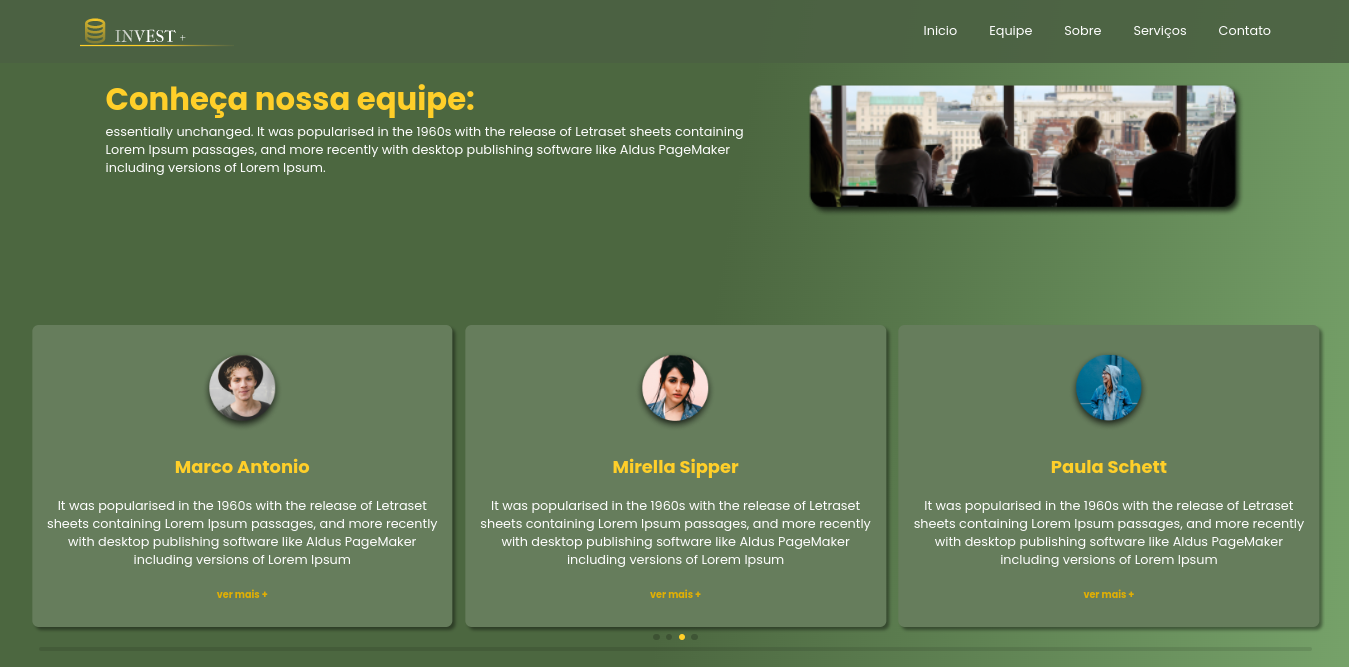 INVEST +
Inicio Equipe Sobre Serviços Contato
Conheça nossa equipe:
essentially unchanged. It was popularised in the 1960s with the release of Letraset sheets containing
Lorem Ipsum passages, and more recently with desktop publishing software like Aldus PageMaker
including versions of Lorem Ipsum.
Marco Antonio
It was popularised in the 1960s with the release of Letraset
sheets containing Lorem Ipsum passages, and more recently
with desktop publishing software like Aldus PageMaker
including versions of Lorem Ipsum
ver mais +
Mirella Sipper
It was popularised in the 1960s with the release of Letraset
sheets containing Lorem Ipsum passages, and more recently
with desktop publishing software like Aldus PageMaker
including versions of Lorem Ipsum
ver mais +
Paula Schett
It was popularised in the 1960s with the release of Letraset
sheets containing Lorem Ipsum passages, and more recently
with desktop publishing software like Aldus PageMaker
including versions of Lorem Ipsum
ver mais +